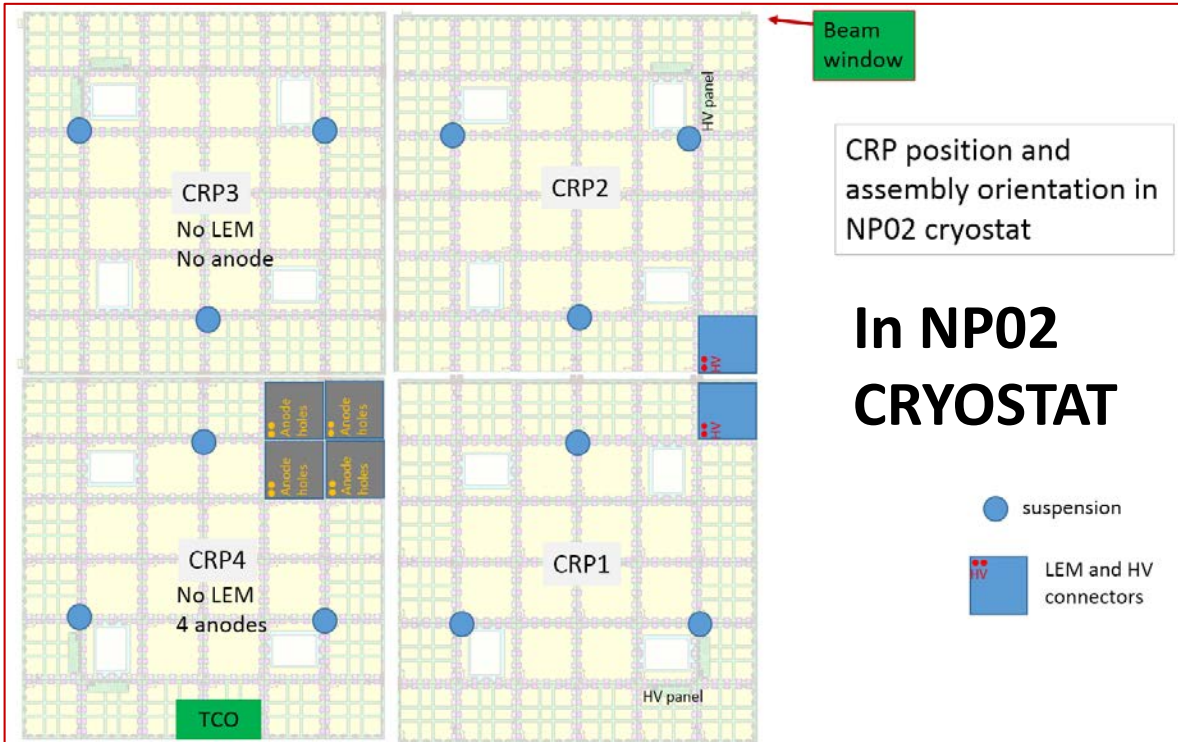 Beam
window
HV panel
CRP3
No LEM
No anode
CRP2
CRP position and
assembly orientation in
NP02 cryostat
In NP02
CRYOSTAT
HV
HV
Anode
holes
Anode
holes
Anode
holes
Anode
holes
CRP4
No LEM
4 anodes
CRP1
suspension
HV
LEM and HV
connectors
HV panel
TCO